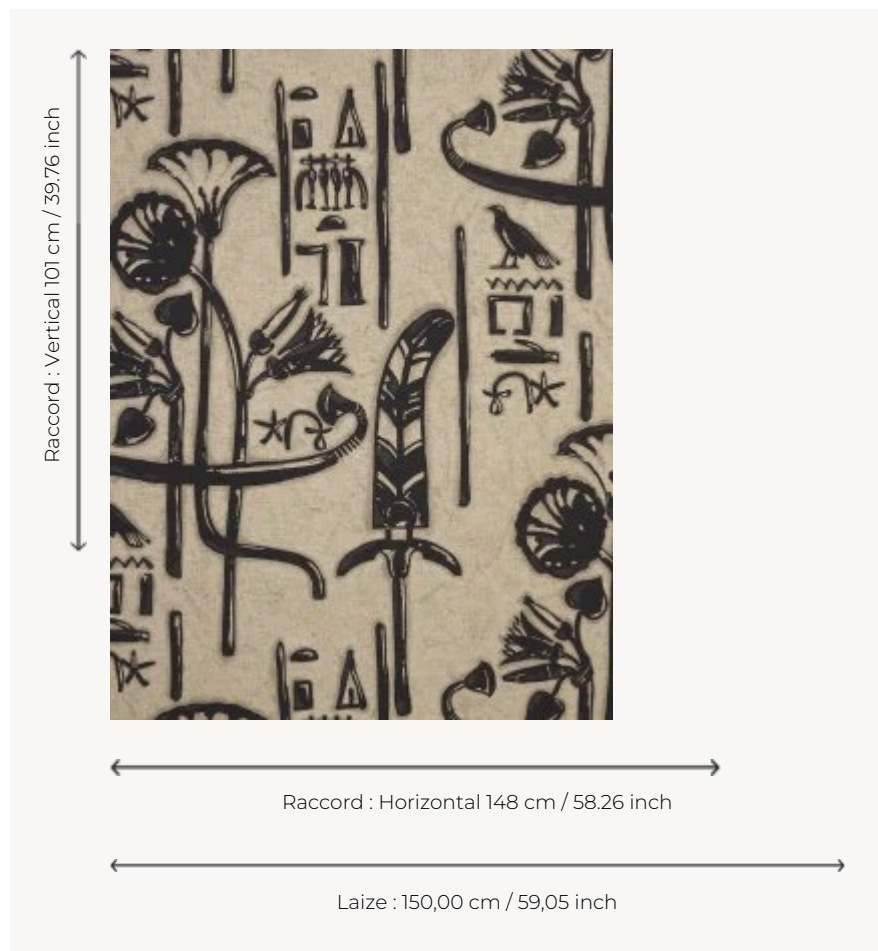 Raccord : Vertical 101 cm / 39.76 inch
Raccord : Horizontal 148 cm / 58.26 inch
Laize : 150,00 cm / 59,05 inch